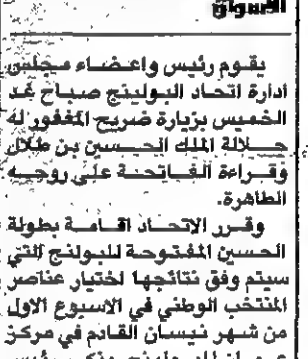 الاسواق
يقوم رئيس واعضاء مجلس
ادارة اتحاد البولينج صباح غد
الخميس بزيارة ضريح المغفور له
جلالة الملك الحسين بن طلال
وقراءة الفاتحة على روحه
الطاهرة.
وقرر الاتحاد اقامة بطولة
الحسين المفتوحة للبولنج التي
سيتم وفق نتائجها اختيار عناصر
المنتخب الوطني في الاسبوع الاول
من شهر نيسان القادم في مركز